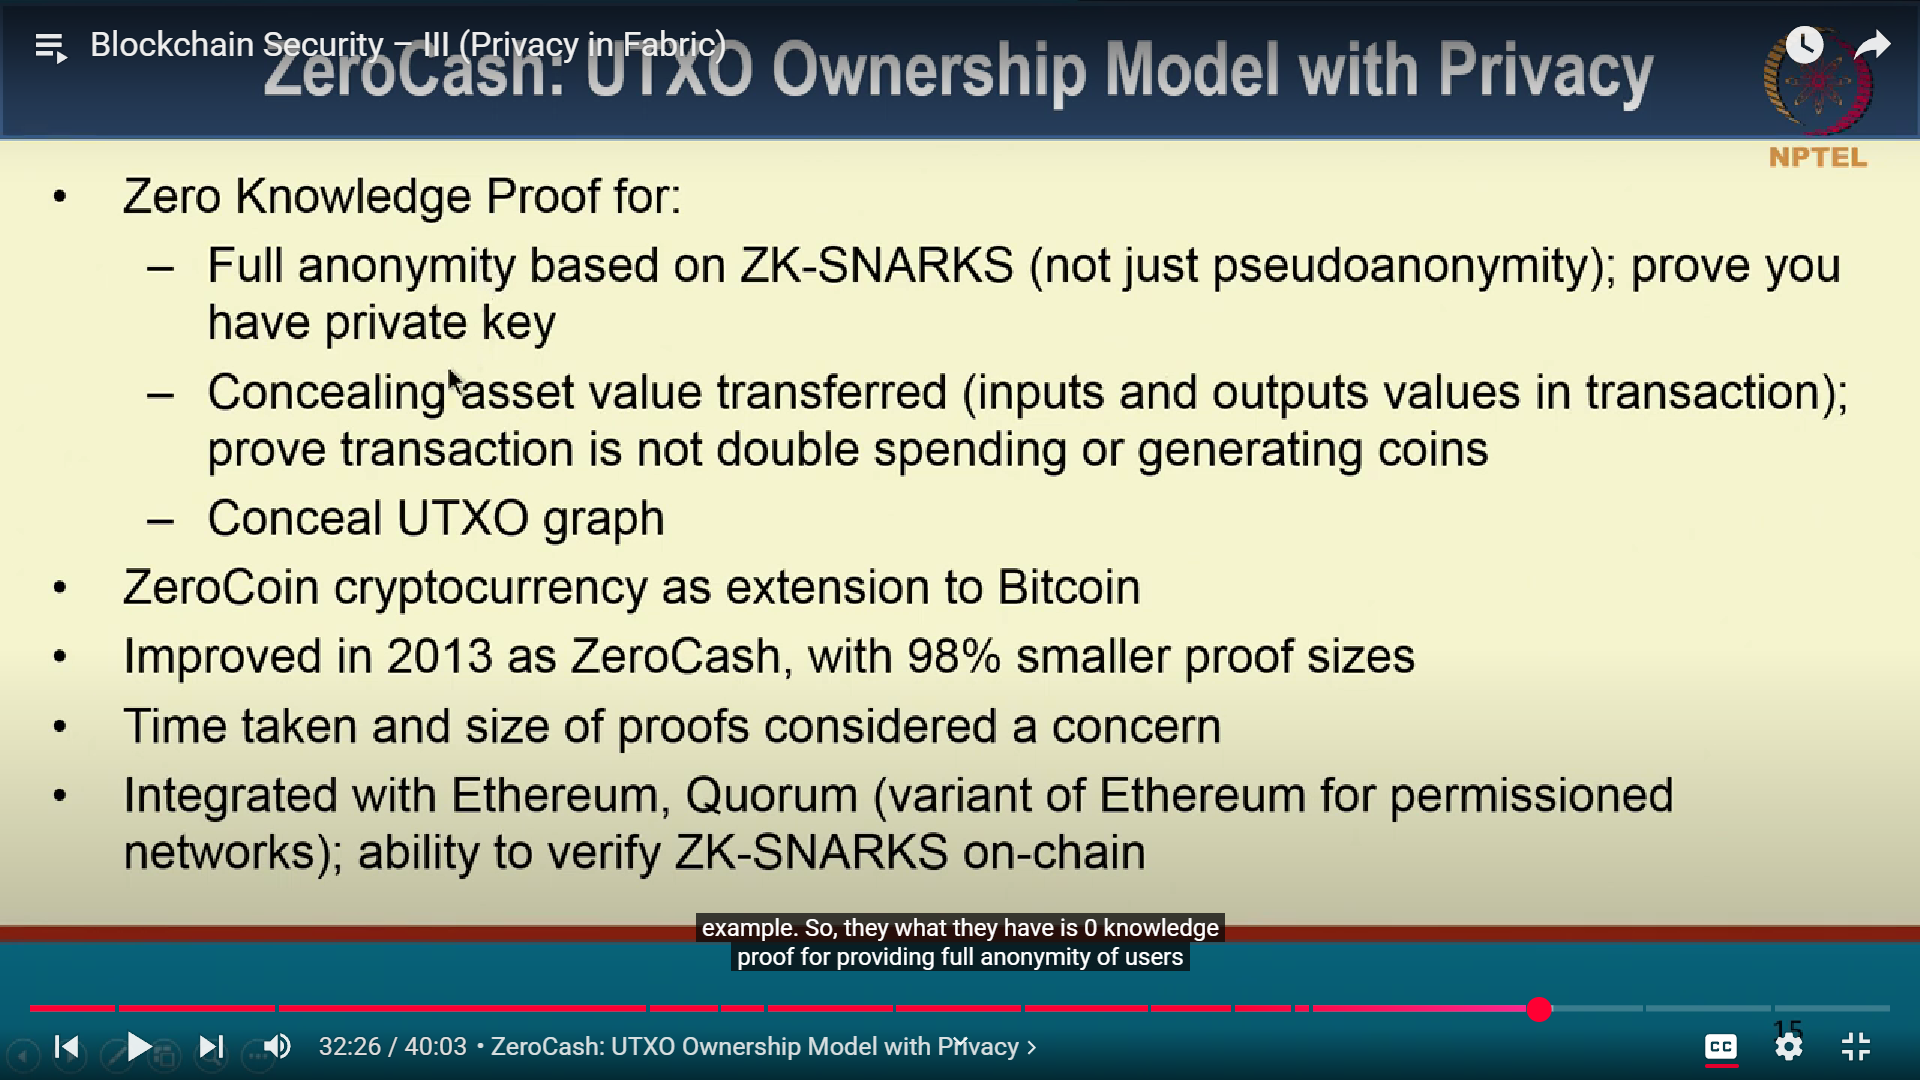 Blockchain Security – III (Privacy in Fabric)
ZeroCash: UTXO Ownership Model with Privacy
NPTEL
• Zero Knowledge Proof for:
– Full anonymity based on ZK-SNARKS (not just pseudoanonymity); prove you
have private key
– Concealing asset value transferred (inputs and outputs values in transaction);
prove transaction is not double spending or generating coins
– Conceal UTXO graph
• ZeroCoin cryptocurrency as extension to Bitcoin
• Improved in 2013 as ZeroCash, with 98% smaller proof sizes
• Time taken and size of proofs considered a concern
• Integrated with Ethereum, Quorum (variant of Ethereum for permissioned
networks); ability to verify ZK-SNARKS on-chain
example. So, they what they have is 0 knowledge
proof for providing full anonymity of users
15
32:26 / 40:03 • ZeroCash: UTXO Ownership Model with Privacy ›
CC